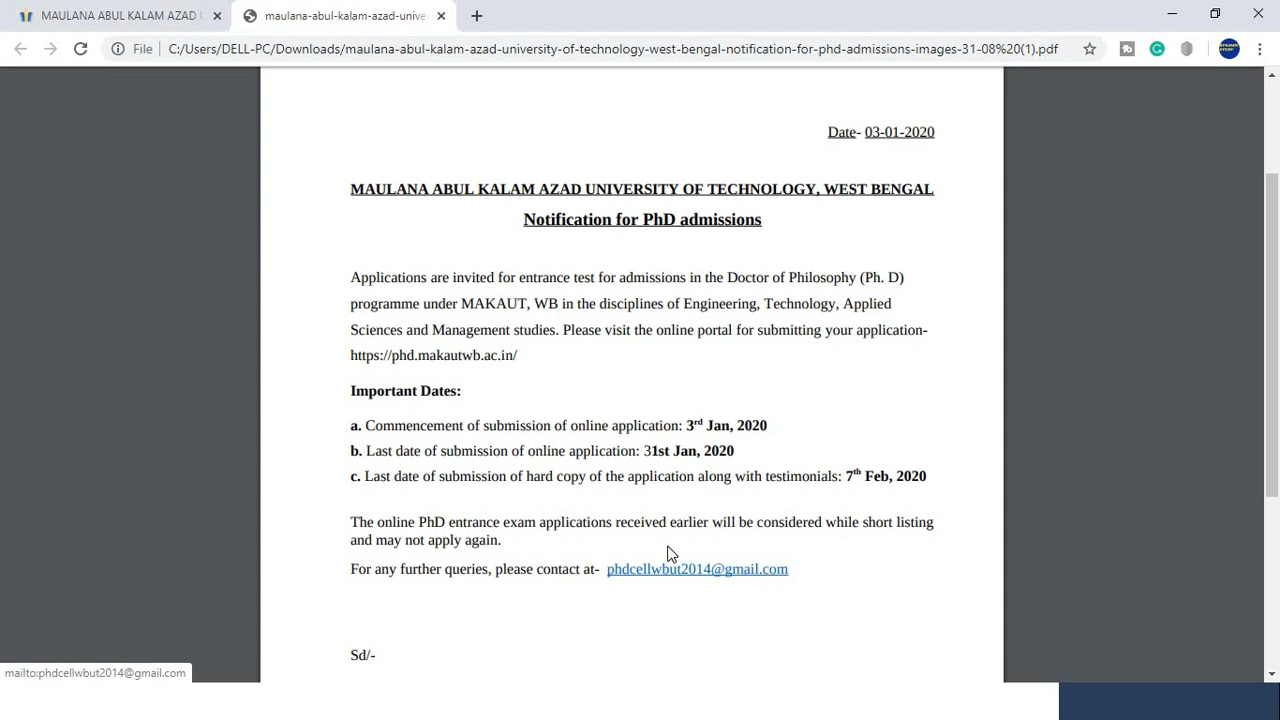 MAULANA ABUL KALAM AZAD U
maulana-abul-kalam-azad-unive
File
C:/Users/DELL-PC/Downloads/maulana-abul-kalam-azad-university-of-technology-west-bengal-notification-for-phd-admissions-images-31-08%20(1).pdf
Date- 03-01-2020
MAULANA ABUL KALAM AZAD UNIVERSITY OF TECHNOLOGY, WEST BENGAL
Notification for PhD admissions
Applications are invited for entrance test for admissions in the Doctor of Philosophy (Ph. D)
programme under MAKAUT, WB in the disciplines of Engineering, Technology, Applied
Sciences and Management studies. Please visit the online portal for submitting your application-
https://phd.makautwb.ac.in/
Important Dates:
a. Commencement of submission of online application: 3rd Jan, 2020
b. Last date of submission of online application: 31st Jan, 2020
c. Last date of submission of hard copy of the application along with testimonials: 7th Feb, 2020
The online PhD entrance exam applications received earlier will be considered while short listing
and may not apply again.
For any further queries, please contact at- phdcellwbut2014@gmail.com
Sd/-
mailto:phdcellwbut2014@gmail.com